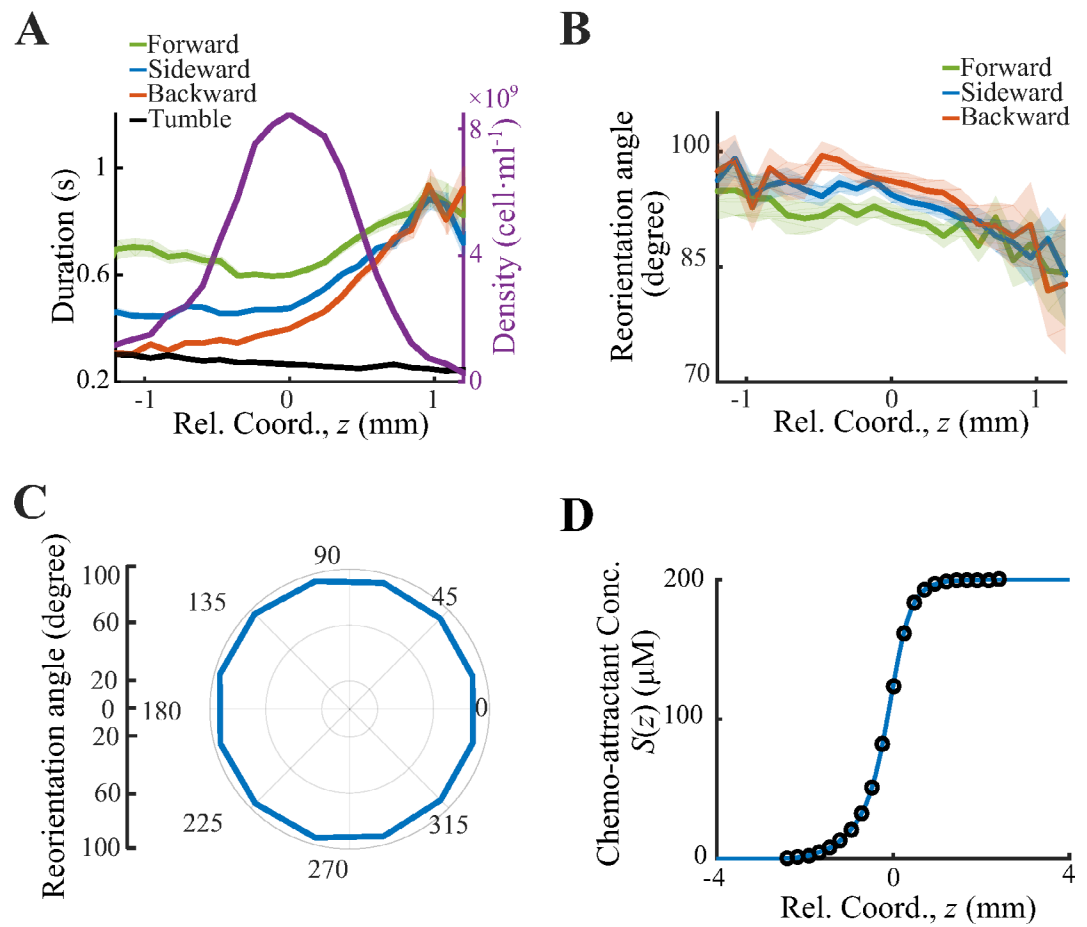 A
Forward
Sideward
Backward
Tumble
×10⁹
Duration (s)
1
0.6
0.2
8
4
0
Density (cell·ml⁻¹)
-1
0
1
Rel. Coord., z (mm)
B
Forward
Sideward
Backward
Reorientation angle
(degree)
100
85
70
-1
0
1
Rel. Coord., z (mm)
C
Reorientation angle (degree)
100
60
20
0
20
60
100
90
135
45
180
0
225
315
270
D
Chemo-attractant Conc.
S(z) (μM)
200
100
0
-4
0
4
Rel. Coord., z (mm)